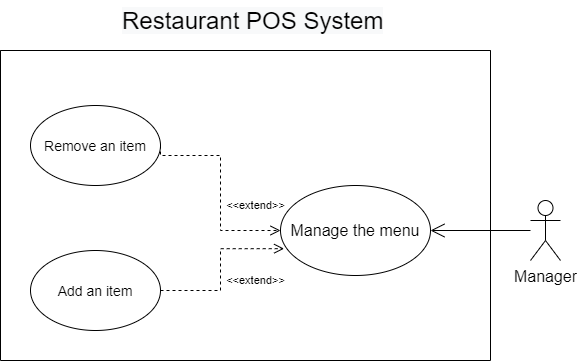 Restaurant POS System
Remove an item
<<extend>>
Manage the menu
<<extend>>
Add an item
Manager